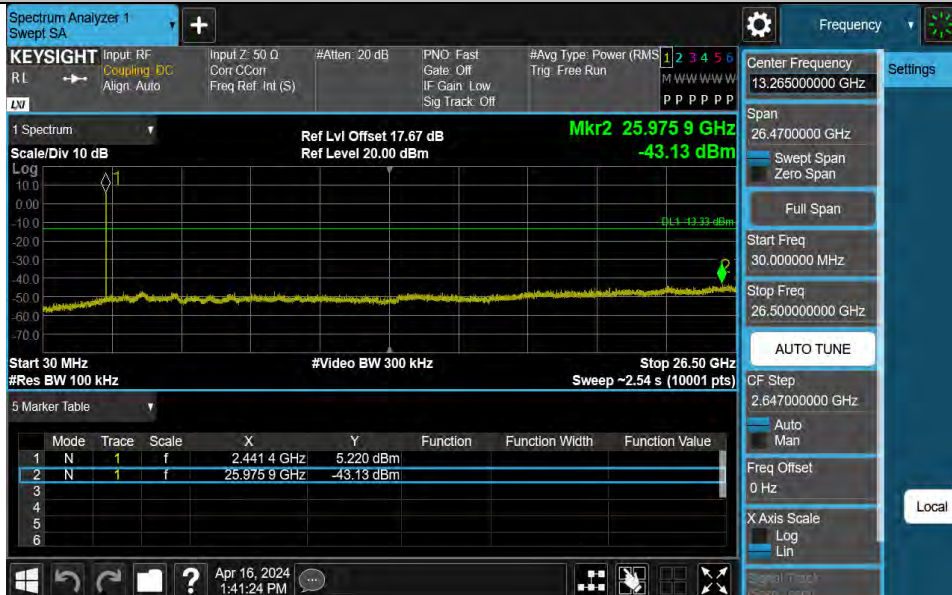 Spectrum Analyzer 1
Swept SA
+
Frequency
KEYSIGHT
RL
LXI
Input: RF
Coupling: DC
Align: Auto
Input Z: 50 Ω
Corr CCorr
Freq Ref: Int (S)
#Atten: 20 dB
PNO: Fast
Gate: Off
IF Gain: Low
Sig Track: Off
#Avg Type: Power (RMS
Trig: Free Run
1 2 3 4 5 6
M W W W W W
P P P P P P
1 Spectrum
Scale/Div 10 dB
Ref Lvl Offset 17.67 dB
Ref Level 20.00 dBm
Mkr2 25.975 9 GHz
-43.13 dBm
Log
10.0
0.00
-10.0
-20.0
-30.0
-40.0
-50.0
-60.0
-70.0
1
DL1 -13.33 dBm
2
Start 30 MHz
#Res BW 100 kHz
#Video BW 300 kHz
Stop 26.50 GHz
Sweep ~2.54 s (10001 pts)
5 Marker Table
Mode Trace Scale X Y Function Function Width Function Value
1 N 1 f 2.441 4 GHz 5.220 dBm
2 N 1 f 25.975 9 GHz -43.13 dBm
3
4
5
6
?
Apr 16, 2024
1:41:24 PM
Center Frequency
13.265000000 GHz
Span
26.4700000 GHz
Swept Span
Zero Span
Full Span
Start Freq
30.000000 MHz
Stop Freq
26.500000000 GHz
AUTO TUNE
CF Step
2.647000000 GHz
Auto
Man
Freq Offset
0 Hz
X Axis Scale
Log
Lin
Signal Track
Settings
Local